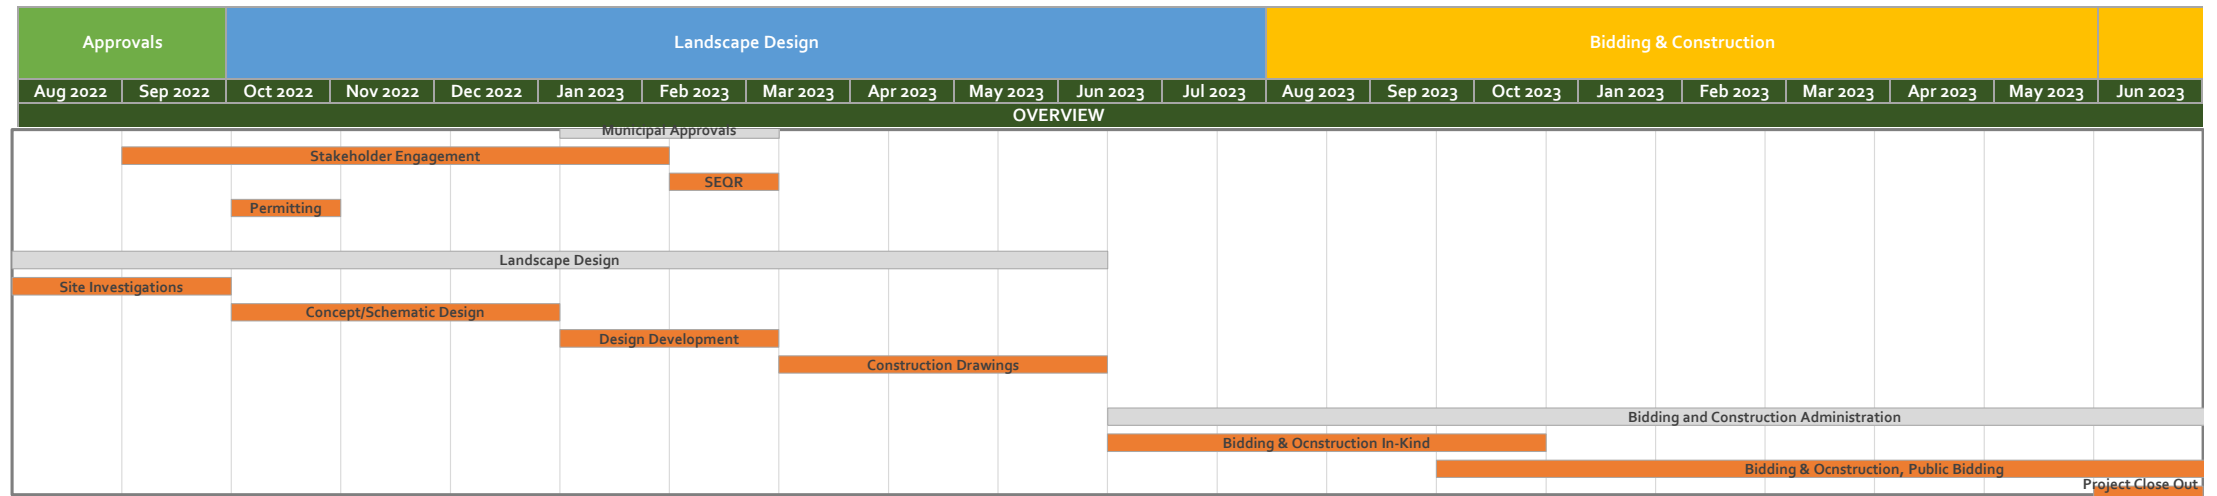 Approvals
Landscape Design
Bidding & Construction
Aug 2022 Sep 2022 Oct 2022 Nov 2022 Dec 2022 Jan 2023 Feb 2023 Mar 2023 Apr 2023 May 2023 Jun 2023 Jul 2023 Aug 2023 Sep 2023 Oct 2023 Jan 2023 Feb 2023 Mar 2023 Apr 2023 May 2023 Jun 2023
OVERVIEW
Municipal Approvals
Stakeholder Engagement
SEQR
Permitting
Landscape Design
Site Investigations
Concept/Schematic Design
Design Development
Construction Drawings
Bidding and Construction Administration
Bidding & Ocnstruction In-Kind
Bidding & Ocnstruction, Public Bidding
Project Close Out